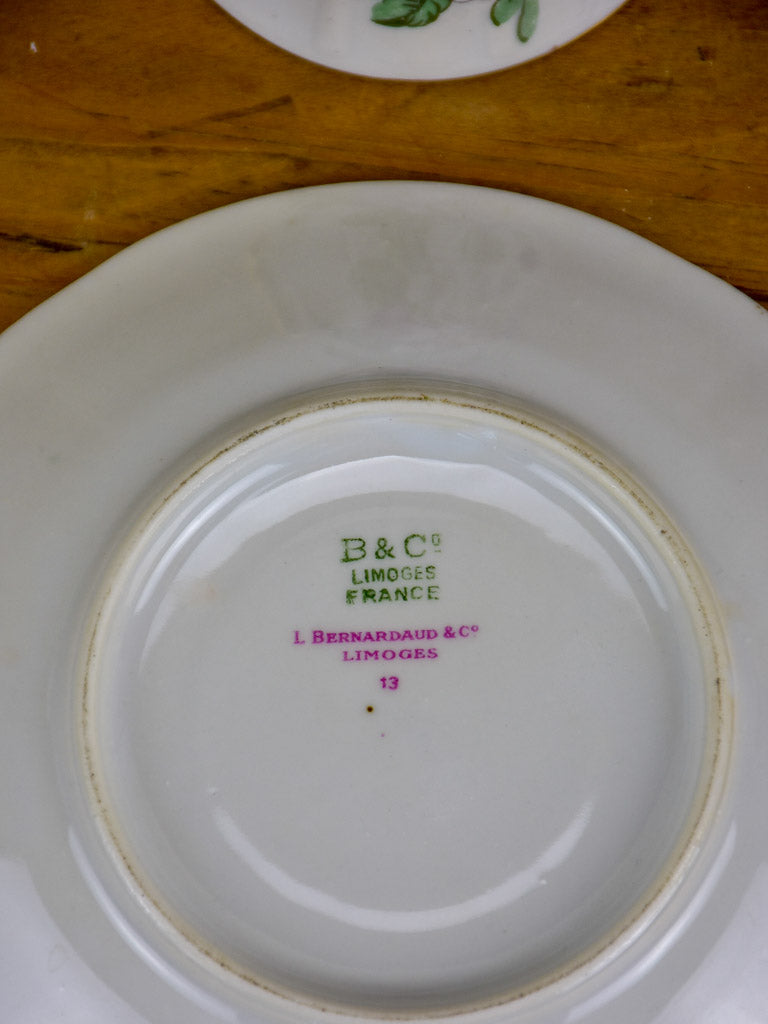 B & Cº
LIMOGES
FRANCE
L BERNARDAUD & Cº
LIMOGES
13